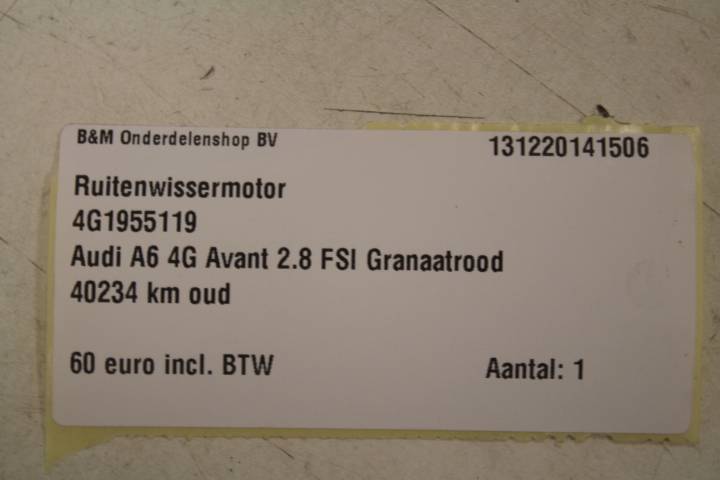 B&M Onderdelenshop BV 131220141506
Ruitenwissermotor
4G1955119
Audi A6 4G Avant 2.8 FSI Granaatrood
40234 km oud
60 euro incl. BTW Aantal: 1